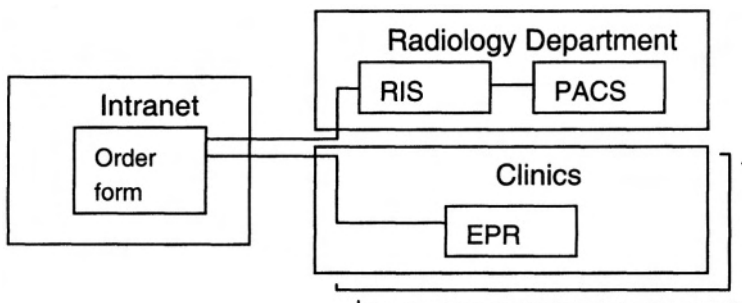 Radiology Department
RIS
PACS
Intranet
Order
form
Clinics
EPR